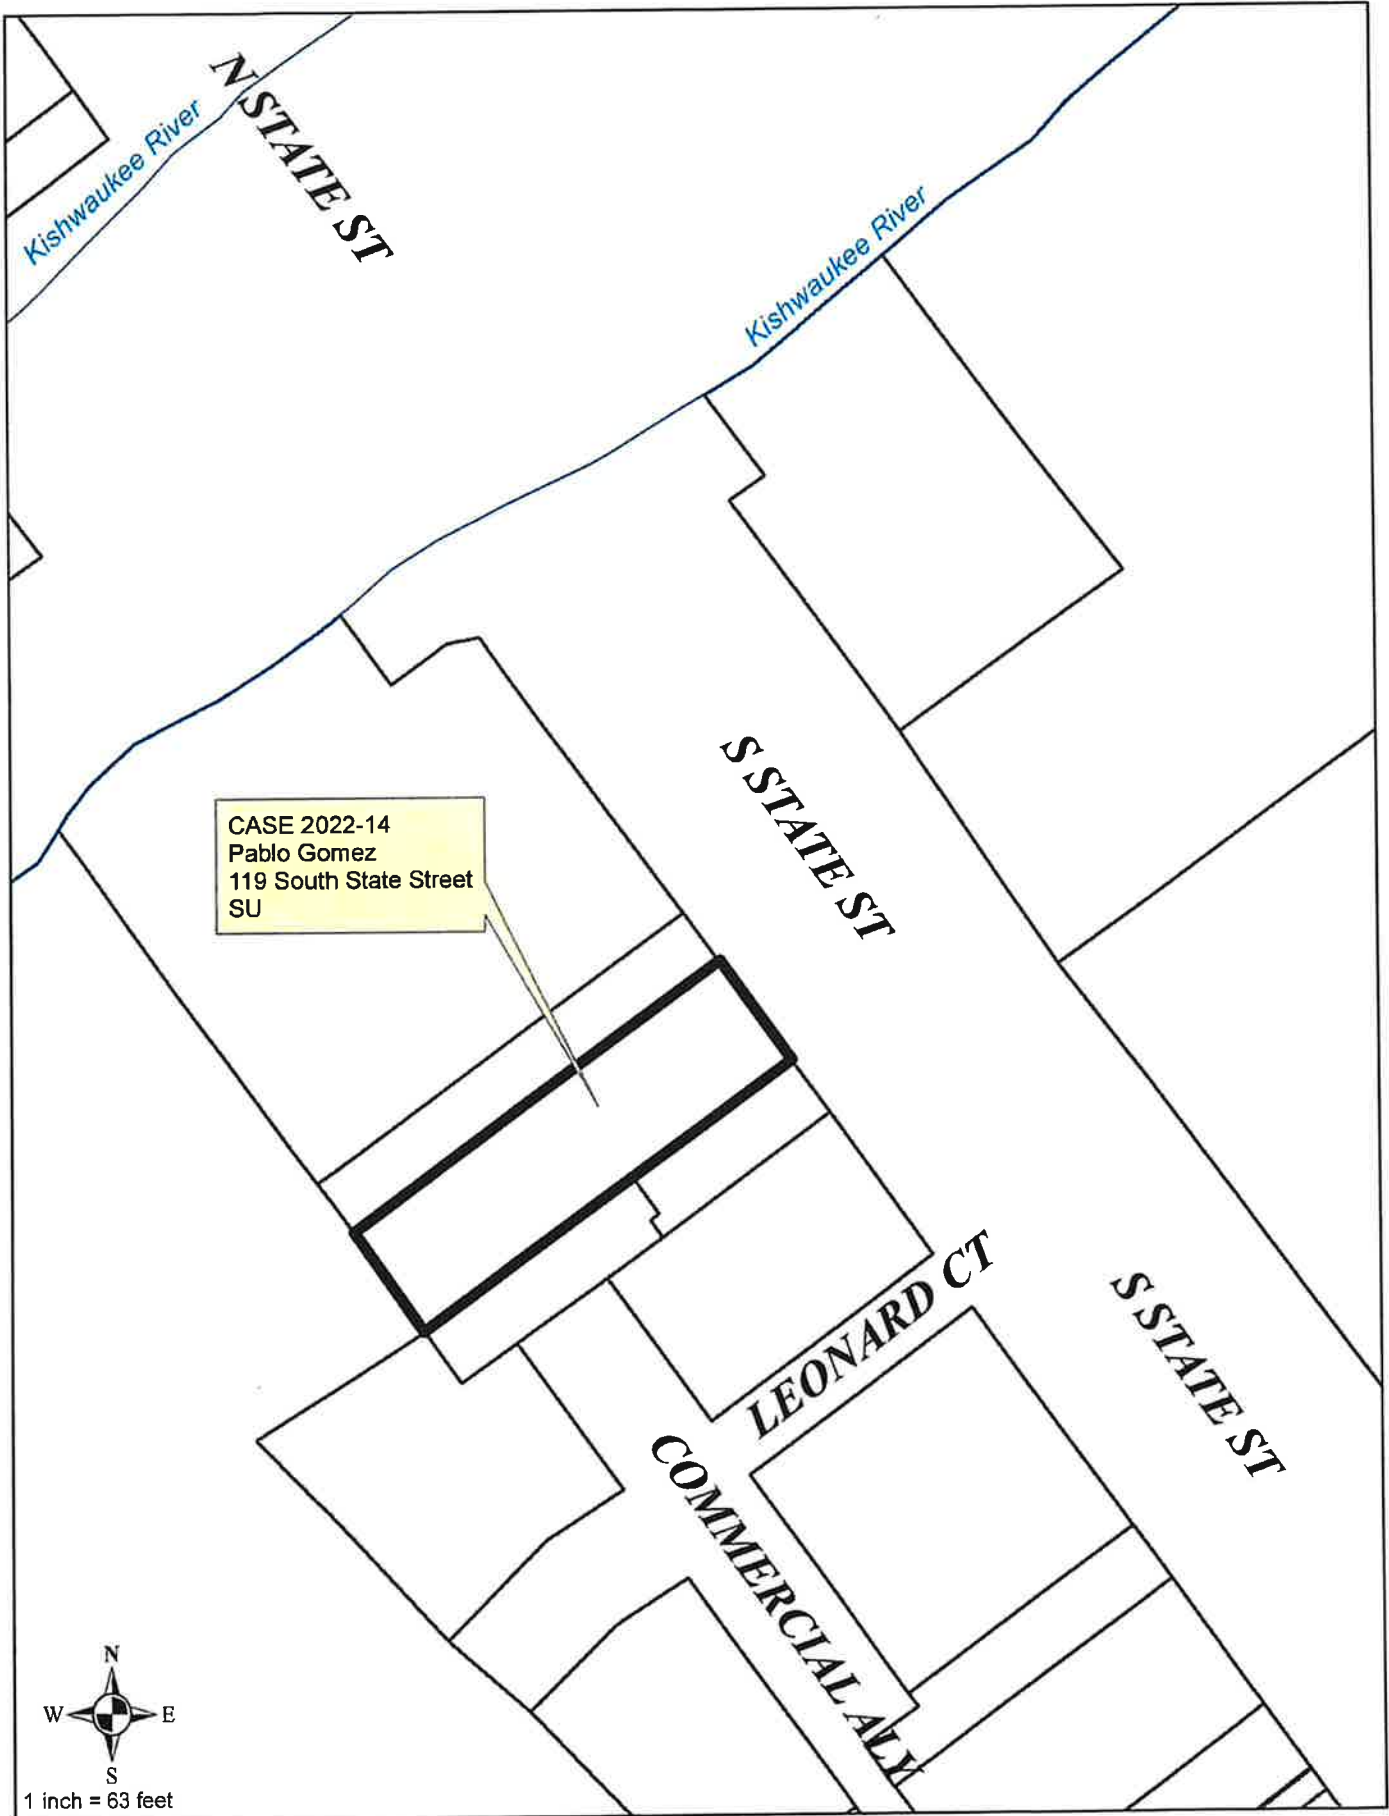 N STATE ST
Kishwaukee River
Kishwaukee River
S STATE ST
CASE 2022-14
Pablo Gomez
119 South State Street
SU
LEONARD CT
S STATE ST
COMMERCIAL ALY
N
W E
S
1 inch = 63 feet